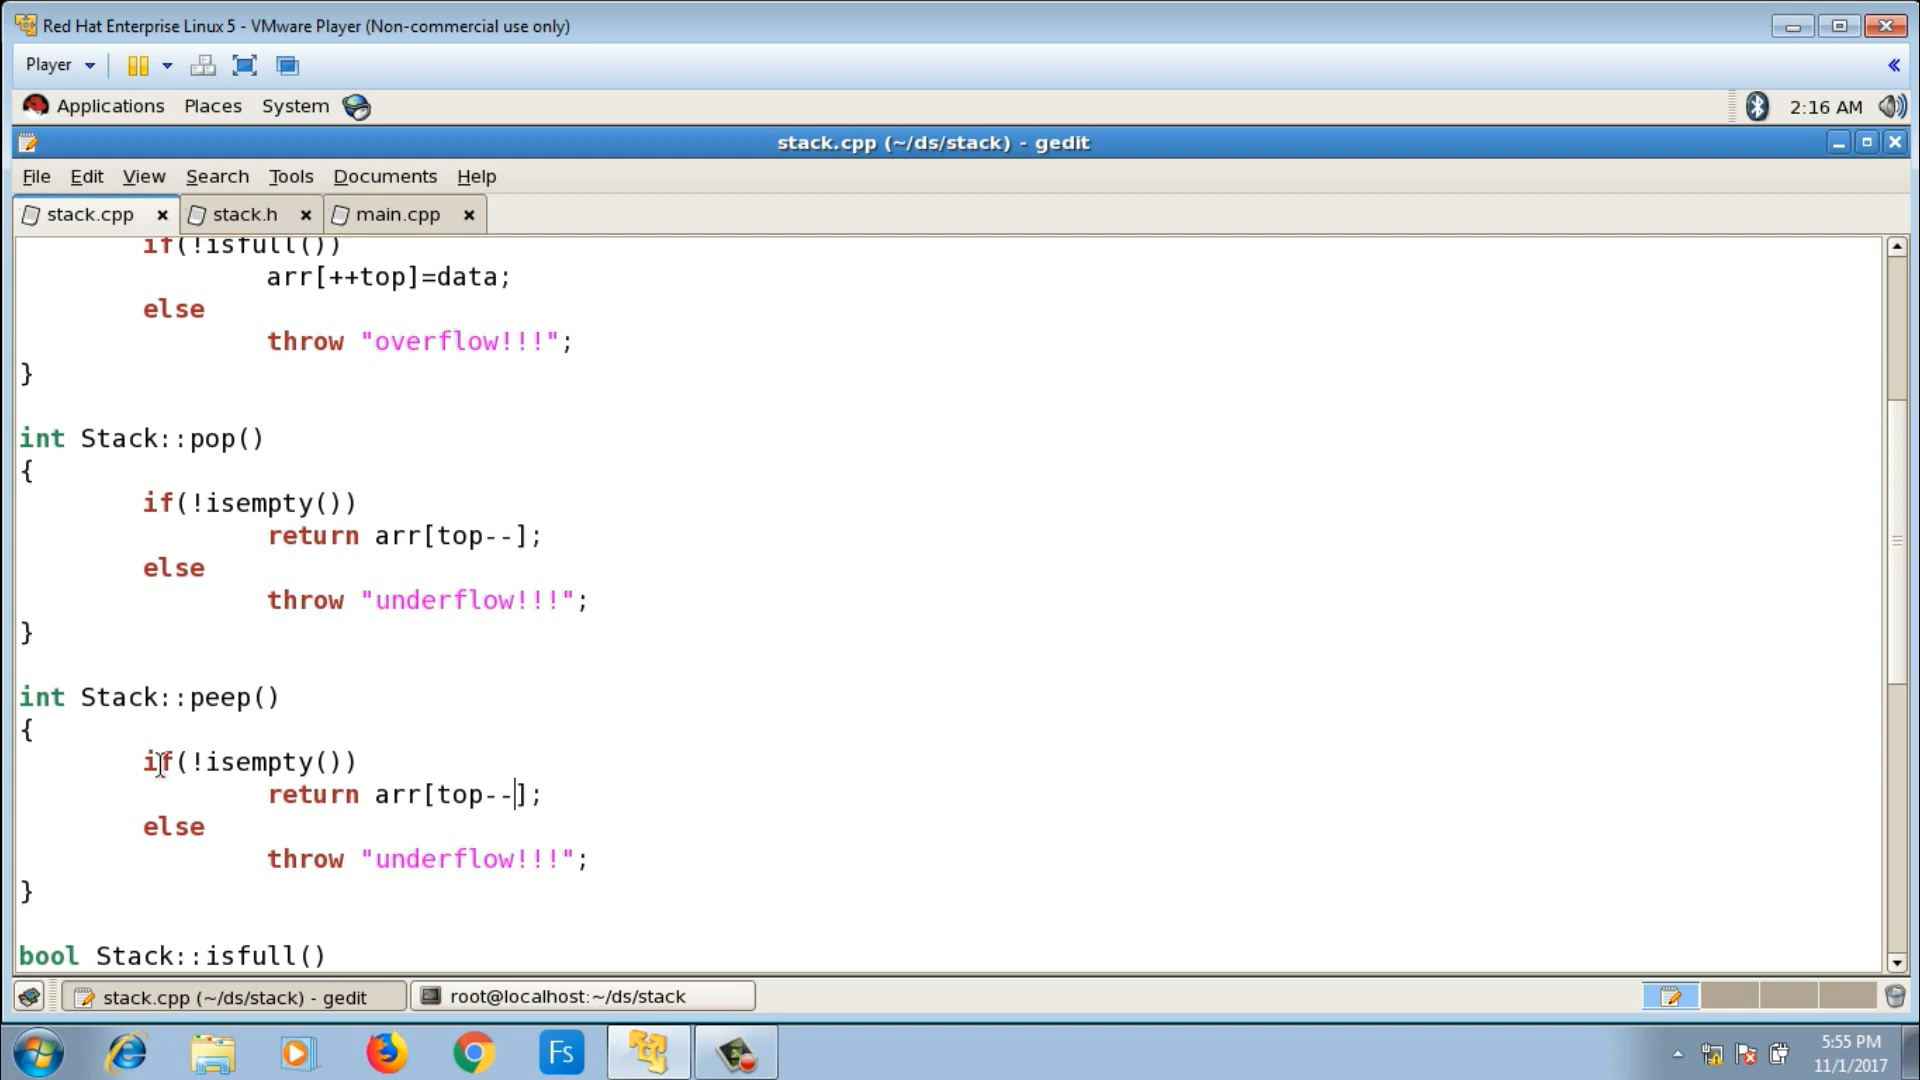 Red Hat Enterprise Linux 5 - VMware Player (Non-commercial use only)
Player
Applications Places System 2:16 AM
stack.cpp (~/ds/stack) - gedit
File Edit View Search Tools Documents Help
stack.cpp stack.h main.cpp
if(!isfull())
arr[++top]=data;
else
throw "overflow!!!";
}
int Stack::pop()
{
if(!isempty())
return arr[top--];
else
throw "underflow!!!";
}
int Stack::peep()
{
if(!isempty())
return arr[top--];
else
throw "underflow!!!";
}
bool Stack::isfull()
stack.cpp (~/ds/stack) - gedit root@localhost:~/ds/stack
Fs
5:55 PM
11/1/2017